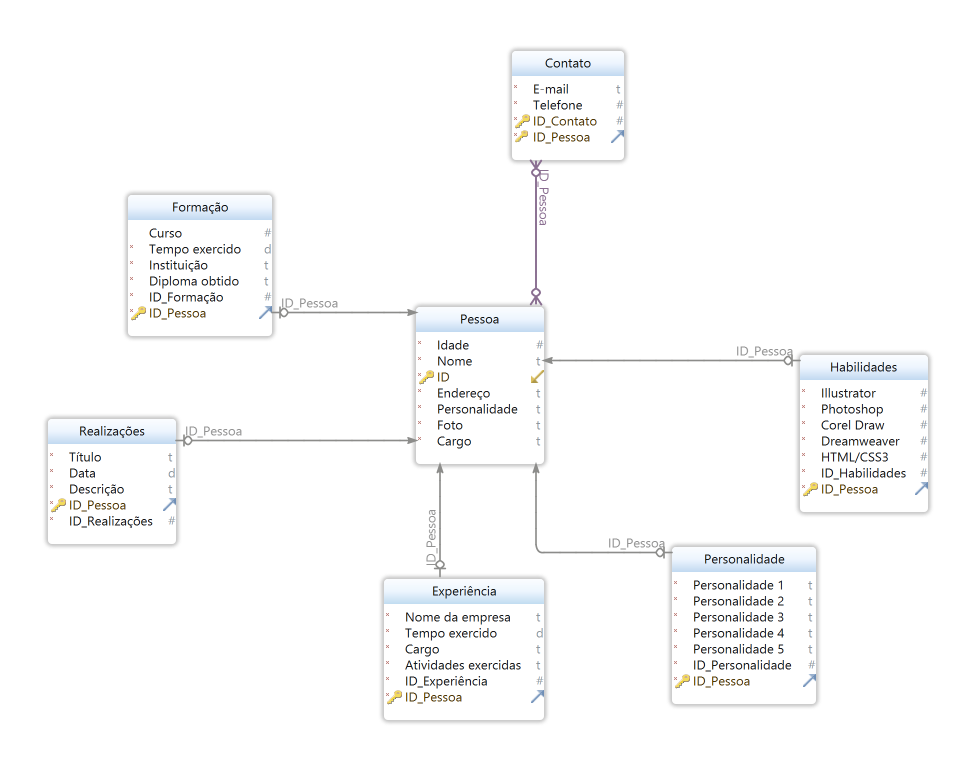 Contato
E-mail t
Telefone #
ID_Contato #
ID_Pessoa
ID_Pessoa
Formação
Curso #
Tempo exercido d
Instituição t
Diploma obtido t
ID_Formação #
ID_Pessoa
ID_Pessoa
Pessoa
Idade #
Nome t
ID
Endereço t
Personalidade t
Foto t
Cargo t
ID_Pessoa
Habilidades
Illustrator #
Photoshop #
Corel Draw #
Dreamweaver #
HTML/CSS3 #
ID_Habilidades #
ID_Pessoa
Realizações
Título t
Data d
Descrição t
ID_Pessoa
ID_Realizações #
ID_Pessoa
ID_Pessoa
Experiência
Nome da empresa t
Tempo exercido d
Cargo t
Atividades exercidas t
ID_Experiência #
ID_Pessoa
ID_Pessoa
Personalidade
Personalidade 1 t
Personalidade 2 t
Personalidade 3 t
Personalidade 4 t
Personalidade 5 t
ID_Personalidade #
ID_Pessoa